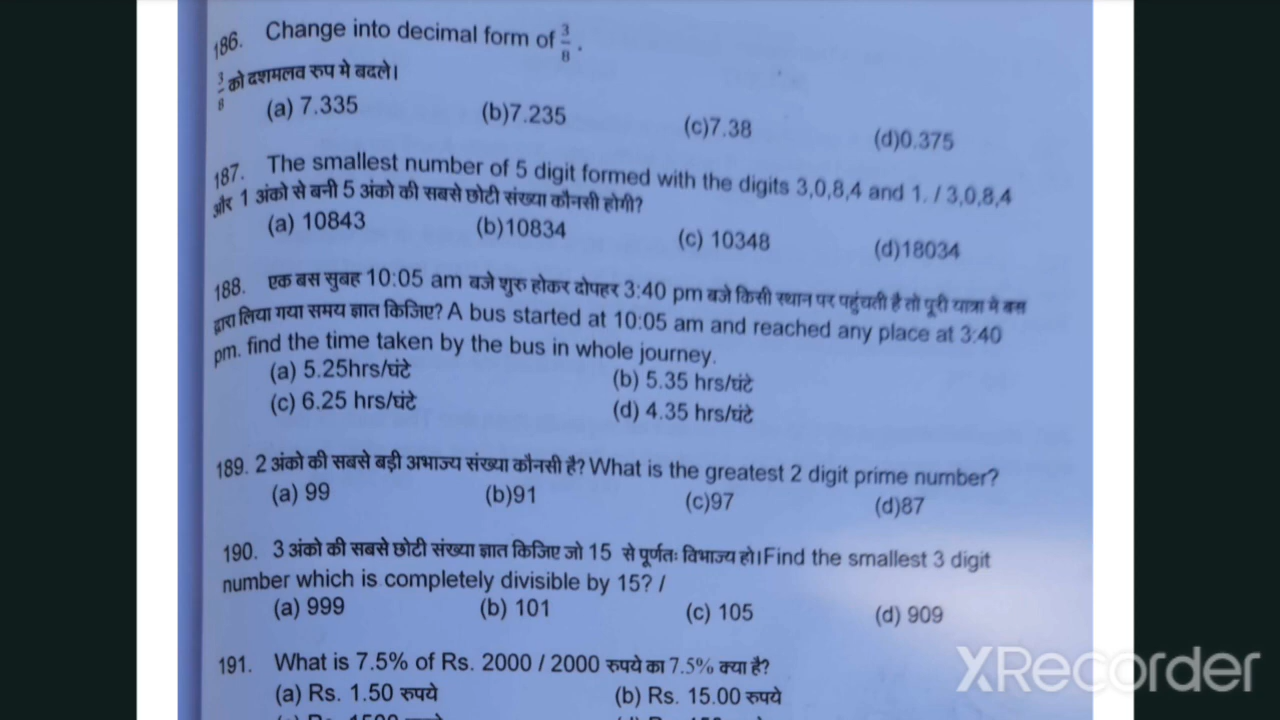 186. Change into decimal form of 3/8 .
3/8 को दशमलव रुप मे बदले।
(a) 7.335 (b)7.235 (c)7.38 (d)0.375
187. The smallest number of 5 digit formed with the digits 3,0,8,4 and 1. / 3,0,8,4
और 1 अंको से बनी 5 अंको की सबसे छोटी संख्या कौनसी होगी?
(a) 10843 (b)10834 (c) 10348 (d)18034
188. एक बस सुबह 10:05 am बजे शुरु होकर दोपहर 3:40 pm बजे किसी स्थान पर पहुंचती है तो पूरी यात्रा मे बस
द्वारा लिया गया समय ज्ञात किजिए? A bus started at 10:05 am and reached any place at 3:40
pm. find the time taken by the bus in whole journey.
(a) 5.25hrs/घंटे (b) 5.35 hrs/घंटे
(c) 6.25 hrs/घंटे (d) 4.35 hrs/घंटे
189. 2 अंको की सबसे बड़ी अभाज्य संख्या कौनसी है? What is the greatest 2 digit prime number?
(a) 99 (b)91 (c)97 (d)87
190. 3 अंको की सबसे छोटी संख्या ज्ञात किजिए जो 15 से पूर्णतः विभाज्य हो।Find the smallest 3 digit
number which is completely divisible by 15? /
(a) 999 (b) 101 (c) 105 (d) 909
191. What is 7.5% of Rs. 2000 / 2000 रुपये का 7.5% क्या है?
(a) Rs. 1.50 रुपये (b) Rs. 15.00 रुपये
XRecorder